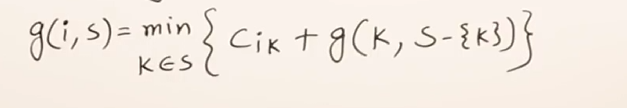 g(i,s)= min { Cik + g(k, S-{k})}
k∈S